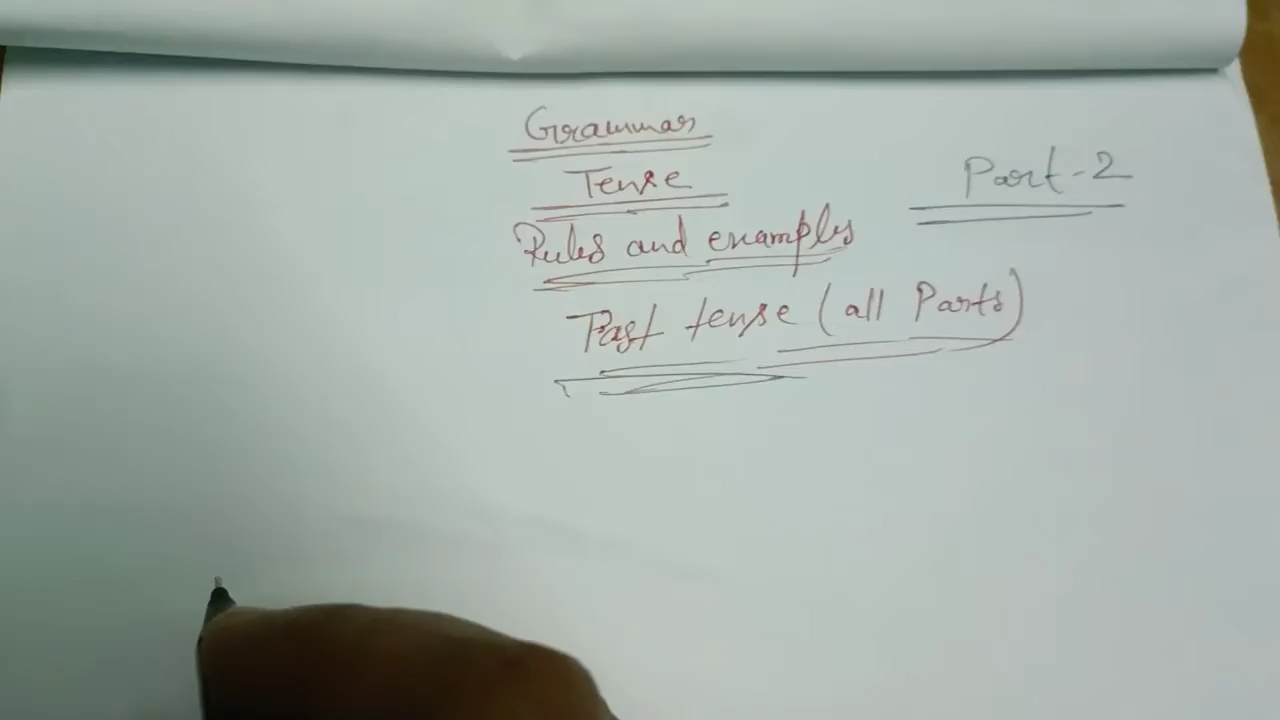 Grammar
Tense
Part-2
Rules and examples
Past tense (all Parts)